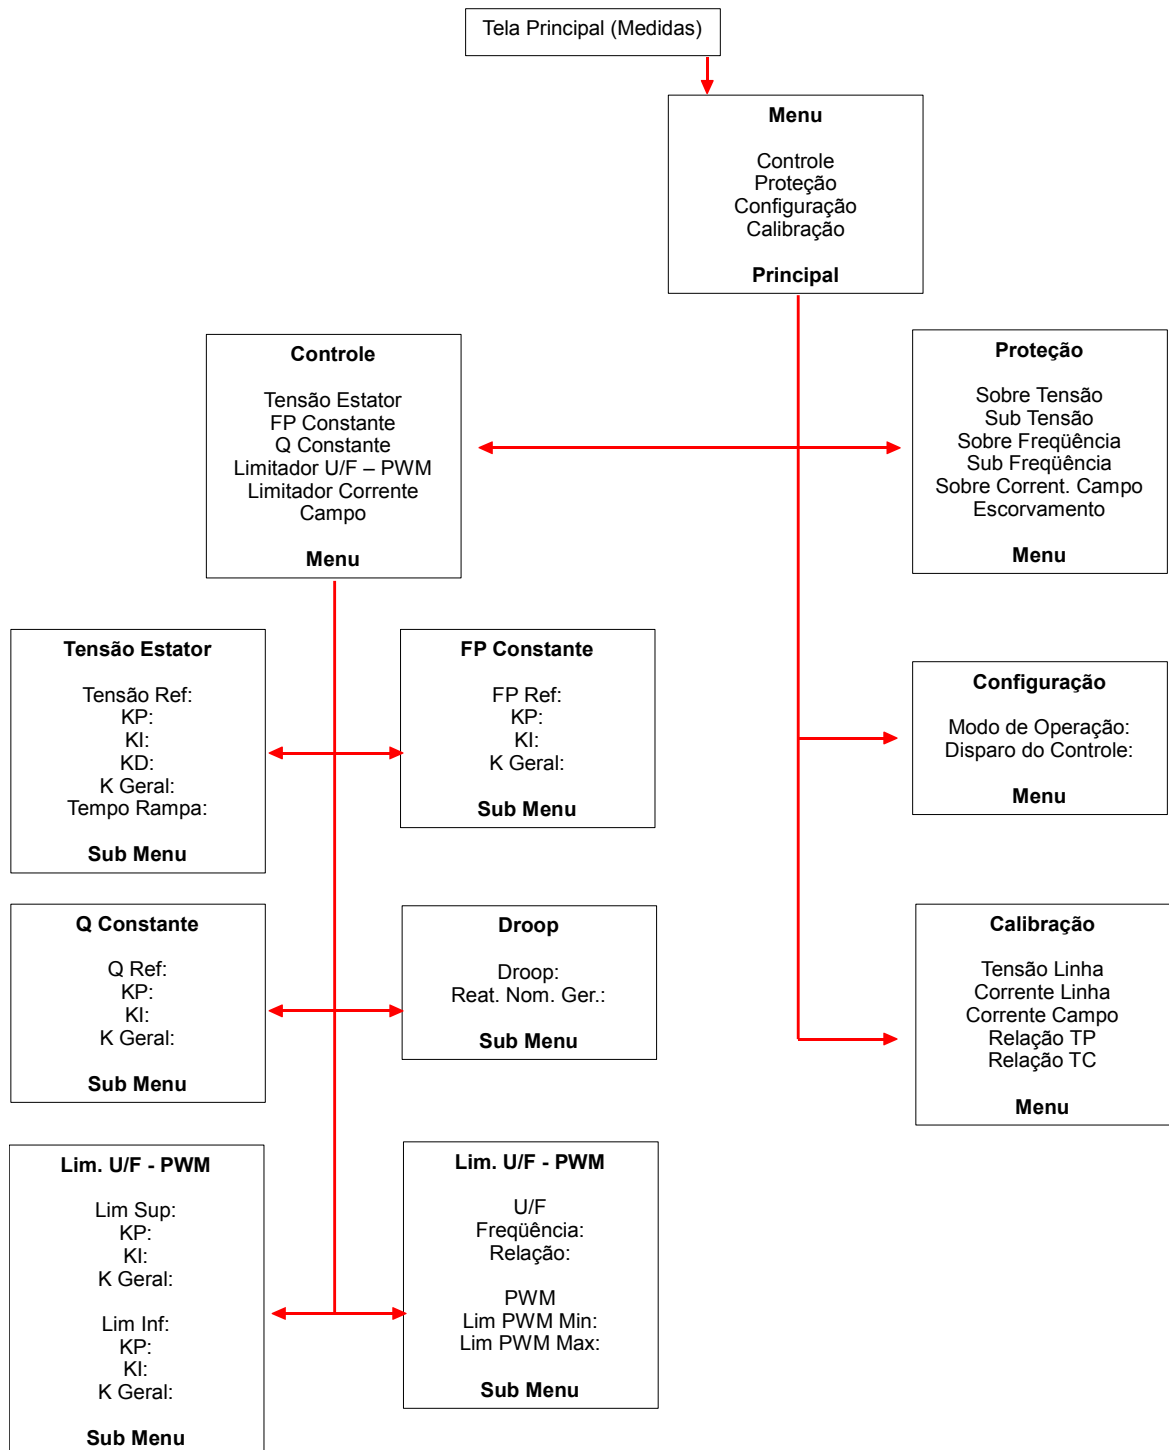 Tela Principal (Medidas)
Menu
Controle
Proteção
Configuração
Calibração
Principal
Controle
Tensão Estator
FP Constante
Q Constante
Limitador U/F – PWM
Limitador Corrente
Campo
Menu
Proteção
Sobre Tensão
Sub Tensão
Sobre Freqüência
Sub Freqüência
Sobre Corrent. Campo
Escorvamento
Menu
Tensão Estator
Tensão Ref:
KP:
KI:
KD:
K Geral:
Tempo Rampa:
Sub Menu
FP Constante
FP Ref:
KP:
KI:
K Geral:
Sub Menu
Configuração
Modo de Operação:
Disparo do Controle:
Menu
Q Constante
Q Ref:
KP:
KI:
K Geral:
Sub Menu
Droop
Droop:
Reat. Nom. Ger.:
Sub Menu
Calibração
Tensão Linha
Corrente Linha
Corrente Campo
Relação TP
Relação TC
Menu
Lim. U/F - PWM
Lim Sup:
KP:
KI:
K Geral:
Lim Inf:
KP:
KI:
K Geral:
Sub Menu
Lim. U/F - PWM
U/F
Freqüência:
Relação:
PWM
Lim PWM Min:
Lim PWM Max:
Sub Menu